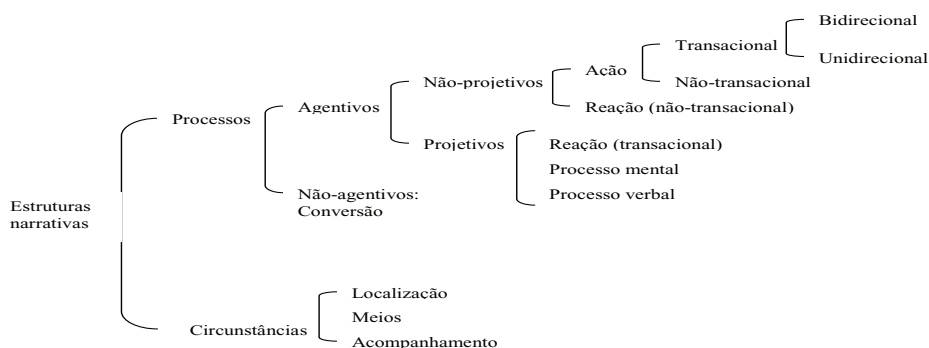 Bidirecional
Transacional
Unidirecional
Ação
Não-projetivos
Não-transacional
Agentivos
Reação (não-transacional)
Processos
Projetivos
Reação (transacional)
Processo mental
Não-agentivos:
Conversão
Processo verbal
Estruturas
narrativas
Localização
Meios
Circunstâncias
Acompanhamento